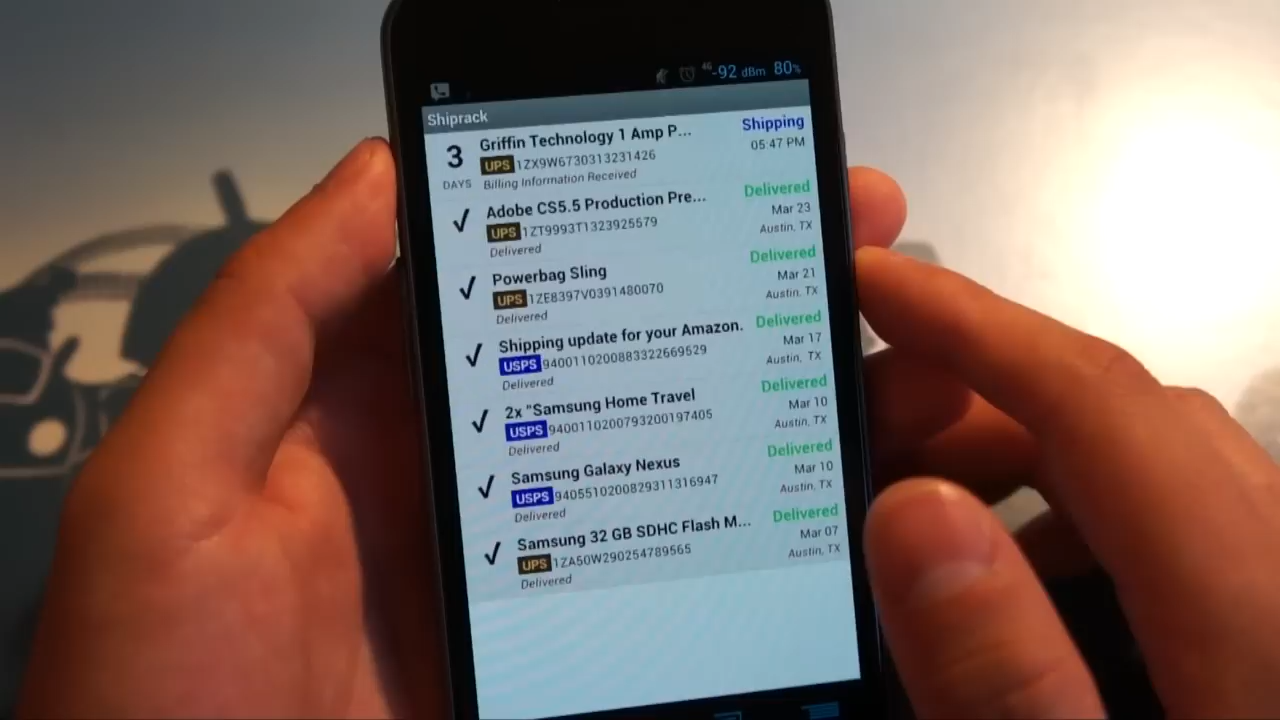 4G -92 dBm 80%
Shiprack
3 DAYS
Griffin Technology 1 Amp P...
Shipping
UPS 1ZX9W6730313231426
05:47 PM
Billing Information Received
Adobe CS5.5 Production Pre...
Delivered
UPS 1ZT9993T1323925579
Mar 23
Delivered
Austin, TX
Powerbag Sling
Delivered
UPS 1ZE8397V0391480070
Mar 21
Delivered
Austin, TX
Shipping update for your Amazon.
Delivered
USPS 9400110200883322669529
Mar 17
Delivered
Austin, TX
2x "Samsung Home Travel
Delivered
USPS 9400110200793200197405
Mar 10
Delivered
Austin, TX
Samsung Galaxy Nexus
Delivered
USPS 9405510200829311316947
Mar 10
Delivered
Austin, TX
Samsung 32 GB SDHC Flash M...
Delivered
UPS 1ZA50W290254789565
Mar 07
Delivered
Austin, TX